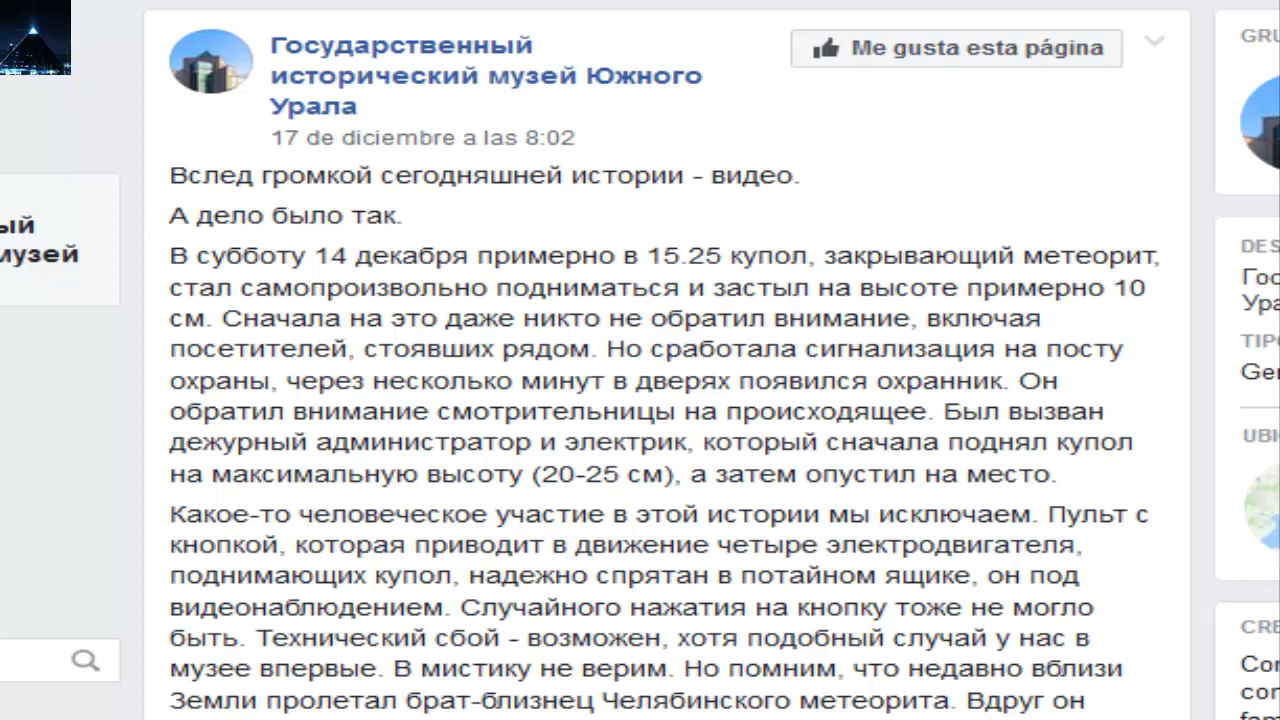 Государственный
исторический музей Южного
Урала
17 de diciembre a las 8:02
Me gusta esta página
Вслед громкой сегодняшней истории - видео.
А дело было так.
В субботу 14 декабря примерно в 15.25 купол, закрывающий метеорит,
стал самопроизвольно подниматься и застыл на высоте примерно 10
см. Сначала на это даже никто не обратил внимание, включая
посетителей, стоявших рядом. Но сработала сигнализация на посту
охраны, через несколько минут в дверях появился охранник. Он
обратил внимание смотрительницы на происходящее. Был вызван
дежурный администратор и электрик, который сначала поднял купол
на максимальную высоту (20-25 см), а затем опустил на место.
Какое-то человеческое участие в этой истории мы исключаем. Пульт с
кнопкой, которая приводит в движение четыре электродвигателя,
поднимающих купол, надежно спрятан в потайном ящике, он под
видеонаблюдением. Случайного нажатия на кнопку тоже не могло
быть. Технический сбой - возможен, хотя подобный случай у нас в
музее впервые. В мистику не верим. Но помним, что недавно вблизи
Земли пролетал брат-близнец Челябинского метеорита. Вдруг он
ый
музей
GRU
DES
Гос
Ура
TIPO
Ger
UBI
CRE
Cor
con